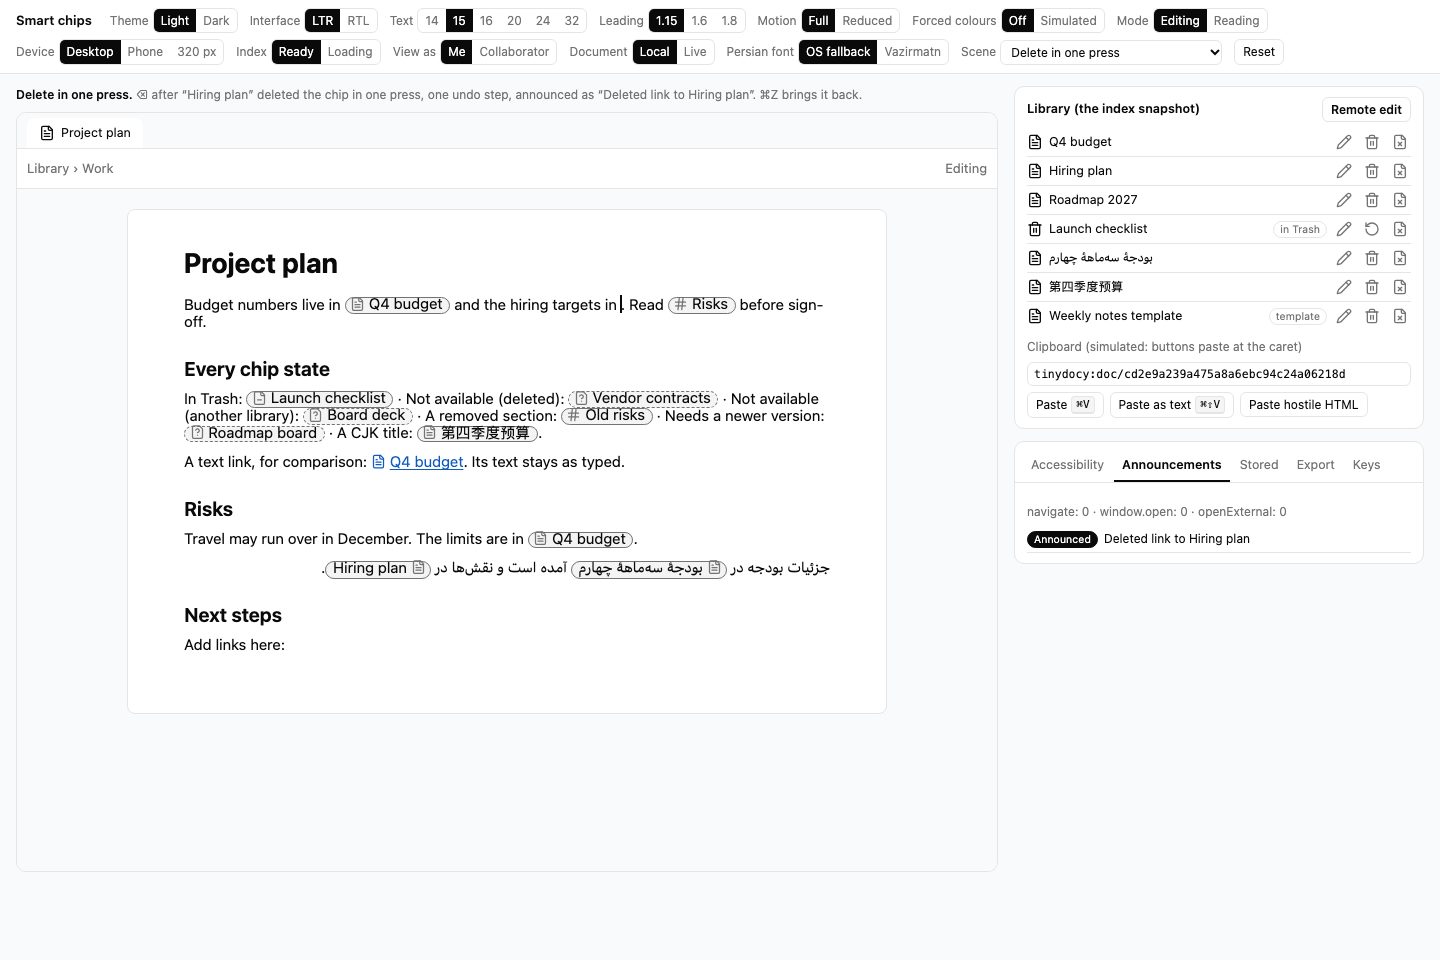 Smart chips Theme Light Dark Interface LTR RTL Text 14 15 16 20 24 32 Leading 1.15 1.6 1.8 Motion Full Reduced Forced colours Off Simulated Mode Editing Reading
Device Desktop Phone 320 px Index Ready Loading View as Me Collaborator Document Local Live Persian font OS fallback Vazirmatn Scene Delete in one press Reset
Delete in one press. ⌫ after “Hiring plan” deleted the chip in one press, one undo step, announced as “Deleted link to Hiring plan”. ⌘Z brings it back.
Project plan
Library › Work Editing
Project plan
Budget numbers live in Q4 budget and the hiring targets in . Read # Risks before sign-
off.
Every chip state
In Trash: Launch checklist · Not available (deleted): Vendor contracts · Not available
(another library): Board deck · A removed section: # Old risks · Needs a newer version:
Roadmap board · A CJK title: 第四季度预算.
A text link, for comparison: Q4 budget. Its text stays as typed.
Risks
Travel may run over in December. The limits are in Q4 budget.
جزئیات بودجه در بودجهٔ سه‌ماههٔ چهارم آمده است و نقش‌ها در Hiring plan.
Next steps
Add links here:
Library (the index snapshot) Remote edit
Q4 budget
Hiring plan
Roadmap 2027
Launch checklist in Trash
بودجهٔ سه‌ماههٔ چهارم
第四季度预算
Weekly notes template template
Clipboard (simulated: buttons paste at the caret)
tinydocy:doc/cd2e9a239a475a8a6ebc94c24a06218d
Paste ⌘V Paste as text ⌘⇧V Paste hostile HTML
Accessibility Announcements Stored Export Keys
navigate: 0 · window.open: 0 · openExternal: 0
Announced Deleted link to Hiring plan